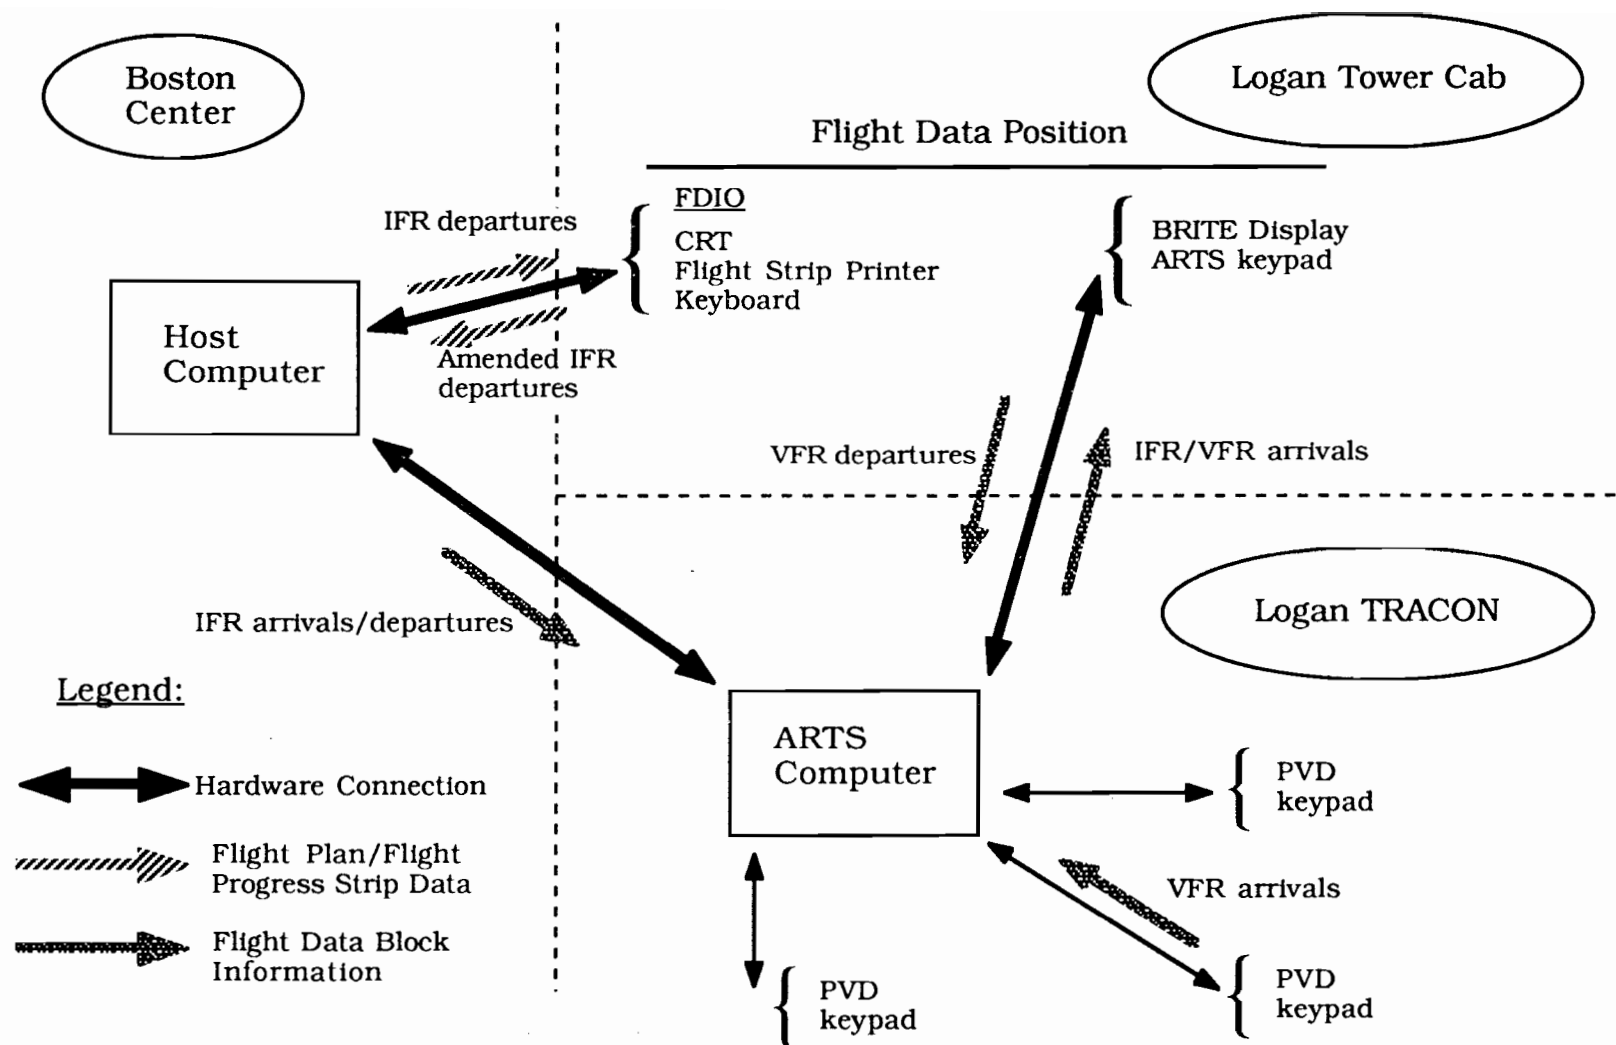 Boston
Center
Logan Tower Cab
Flight Data Position
FDIO
CRT
Flight Strip Printer
Keyboard
BRITE Display
ARTS keypad
IFR departures
Host
Computer
Amended IFR
departures
VFR departures
IFR/VFR arrivals
IFR arrivals/departures
Logan TRACON
Legend:
Hardware Connection
Flight Plan/Flight
Progress Strip Data
Flight Data Block
Information
ARTS
Computer
PVD
keypad
VFR arrivals
PVD
keypad
PVD
keypad